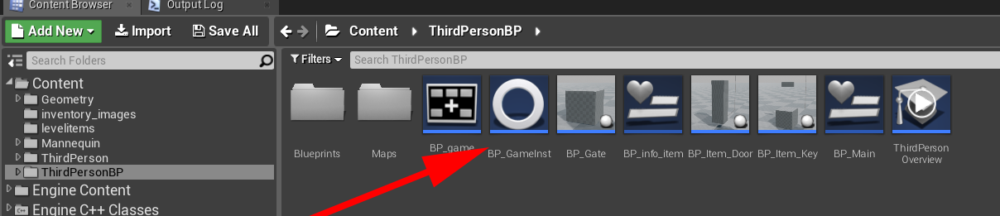 Content Browser
Output Log
Add New
Import
Save All
Content
ThirdPersonBP
Search Folders
Filters
Search ThirdPersonBP
Content
Geometry
inventory_images
levelitems
Mannequin
ThirdPerson
ThirdPersonBP
Engine Content
Engine C++ Classes
Blueprints
Maps
BP_game
BP_GameInst
BP_Gate
BP_info_item
BP_Item_Door
BP_Item_Key
BP_Main
ThirdPerson
Overview